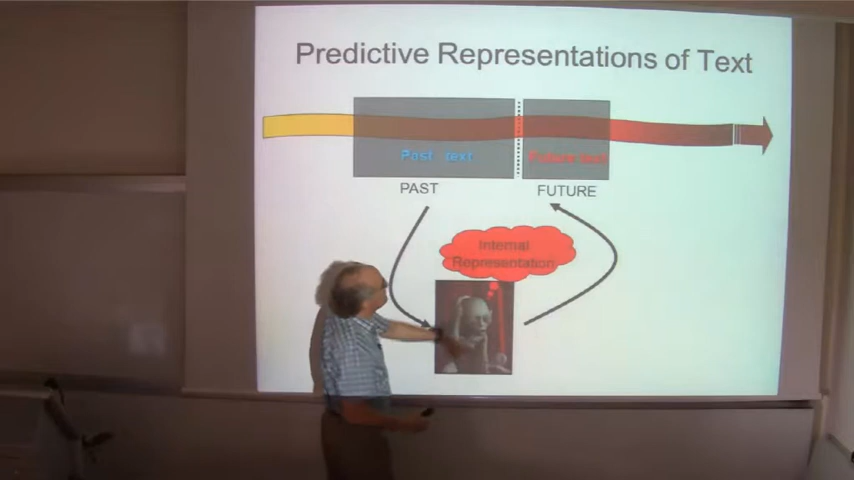 Predictive Representations of Text
Past text
Future text
PAST
FUTURE
Internal
Representation